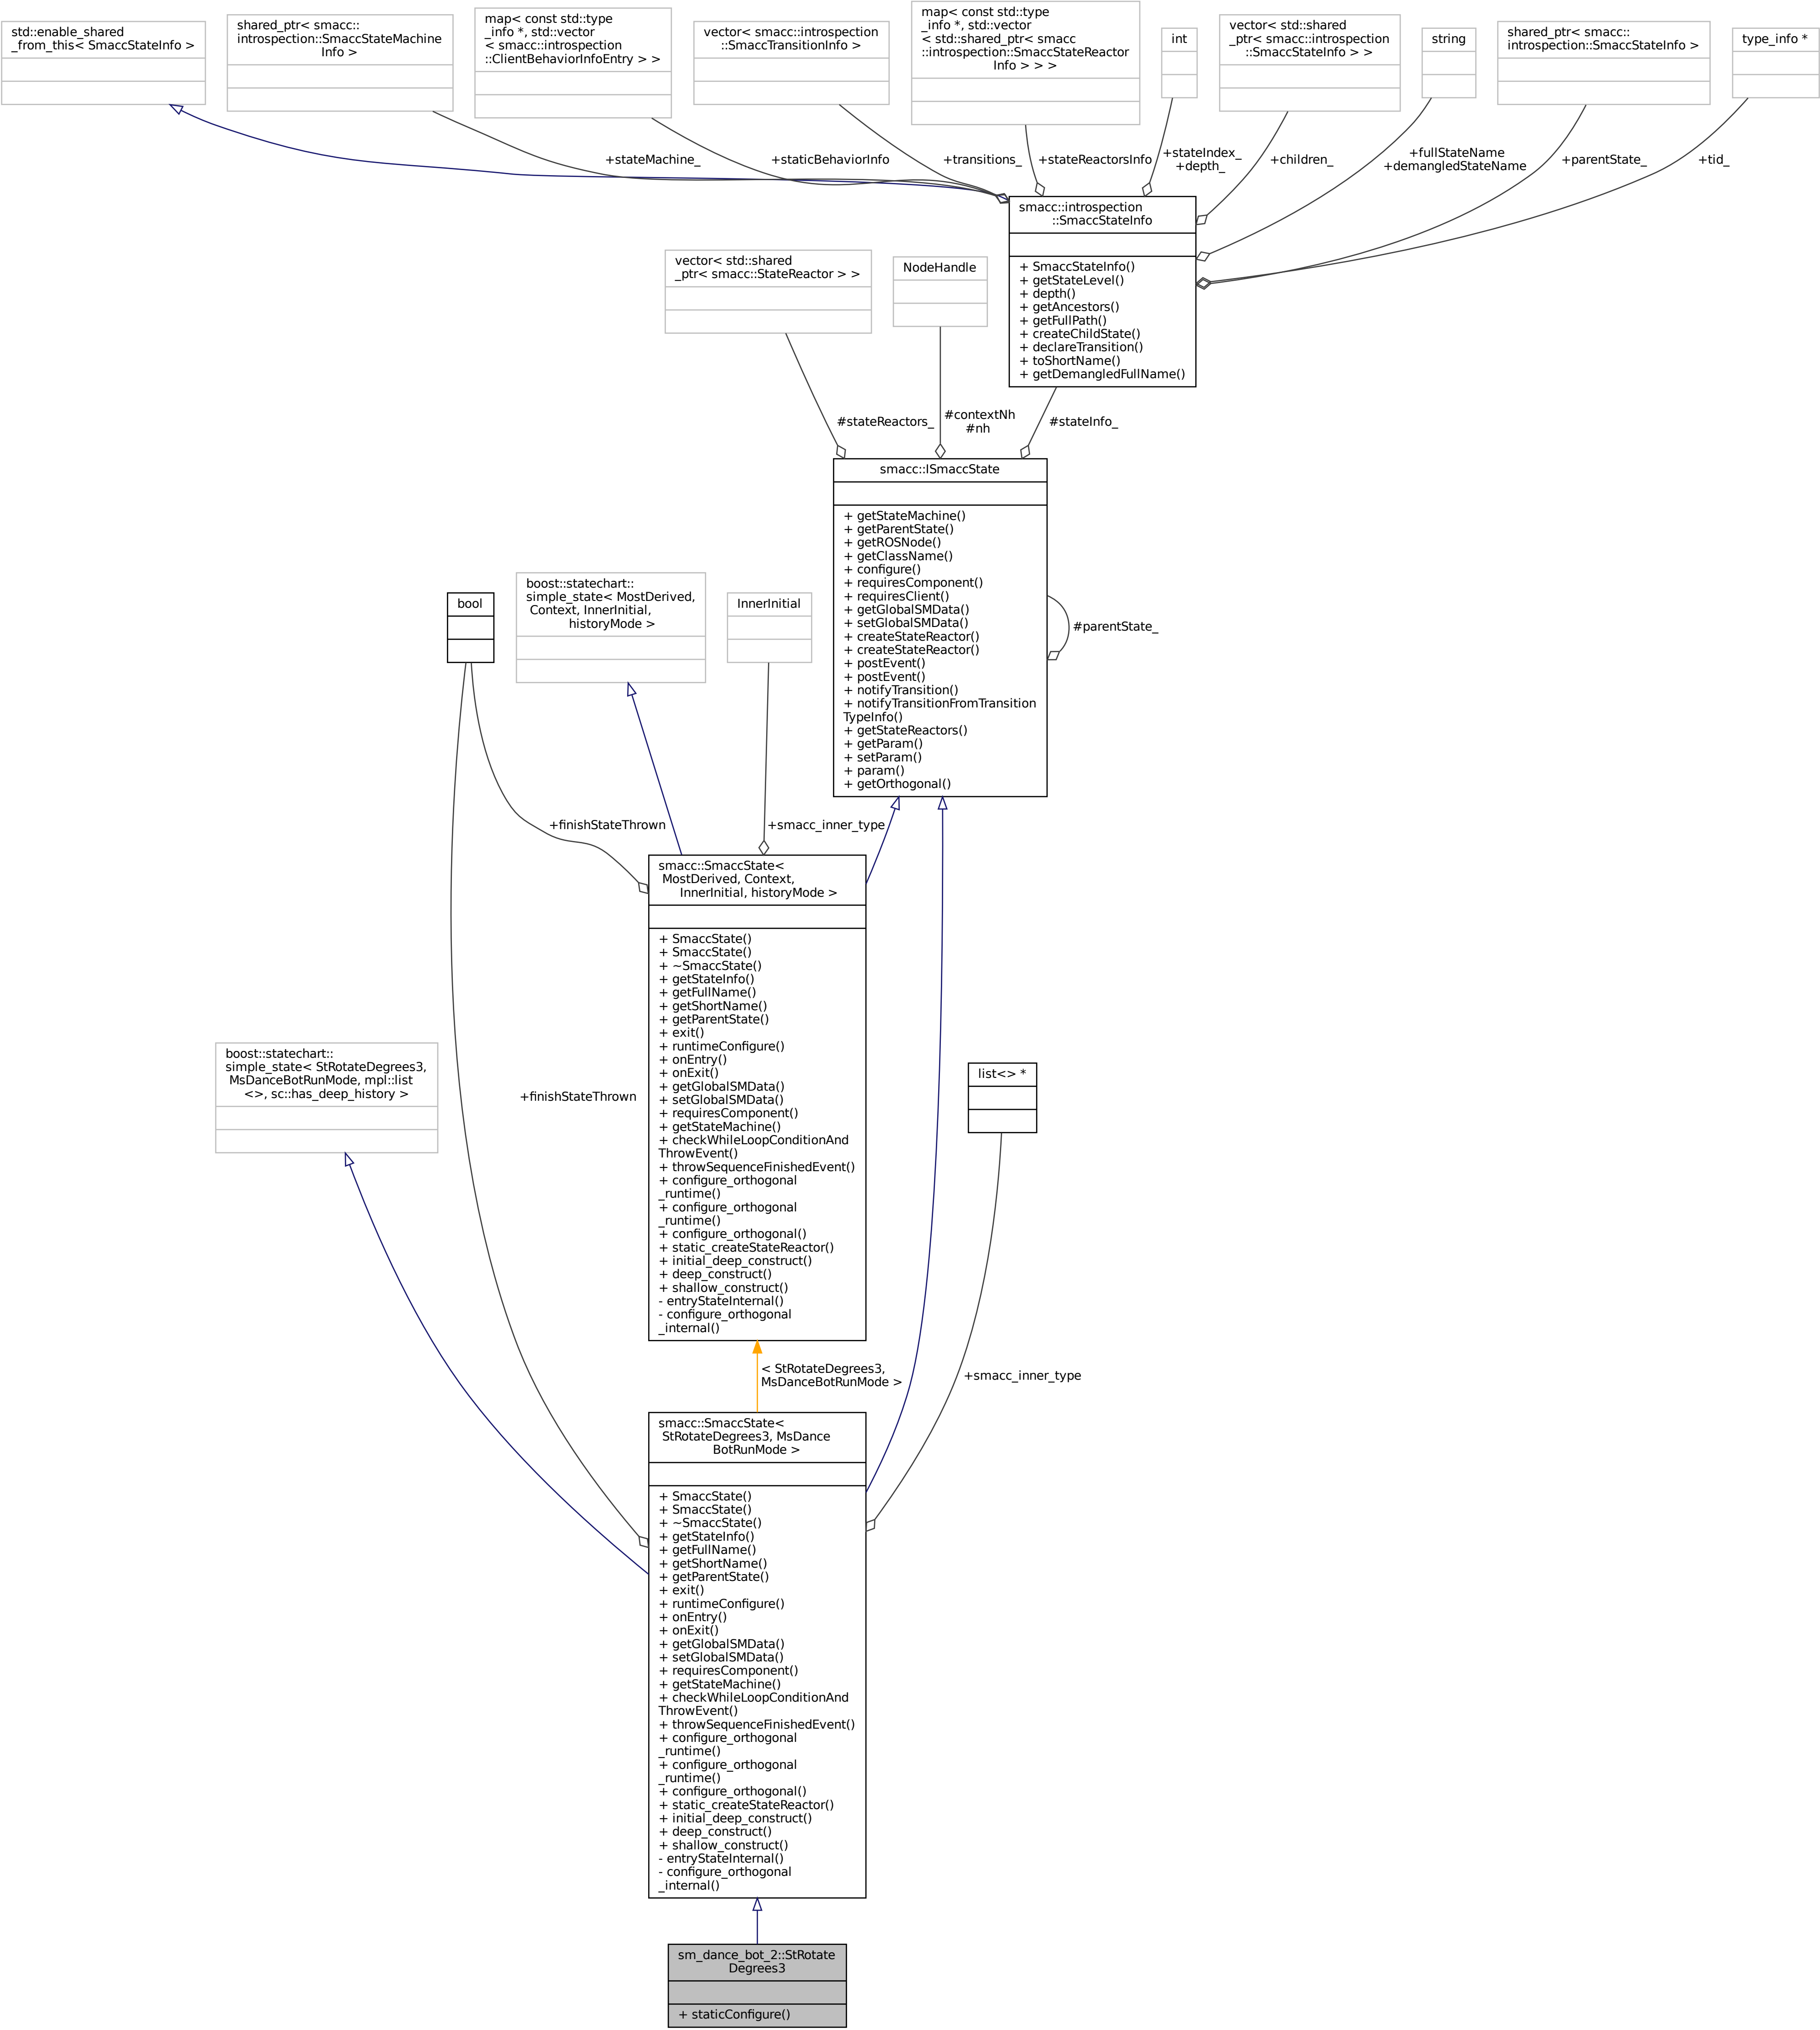 std::enable_shared
_from_this< SmaccStateInfo >
shared_ptr< smacc::
introspection::SmaccStateMachine
Info >
map< const std::type
_info *, std::vector
< smacc::introspection
::ClientBehaviorInfoEntry > >
vector< smacc::introspection
::SmaccTransitionInfo >
map< const std::type
_info *, std::vector
< std::shared_ptr< smacc
::introspection::SmaccStateReactor
Info > > >
int
vector< std::shared
_ptr< smacc::introspection
::SmaccStateInfo > >
string
shared_ptr< smacc::
introspection::SmaccStateInfo >
type_info *
+stateMachine_
+staticBehaviorInfo
+transitions_
+stateReactorsInfo
+stateIndex_
+depth_
+children_
+fullStateName
+demangledStateName
+parentState_
+tid_
smacc::introspection
::SmaccStateInfo
+ SmaccStateInfo()
+ getStateLevel()
+ depth()
+ getAncestors()
+ getFullPath()
+ createChildState()
+ declareTransition()
+ toShortName()
+ getDemangledFullName()
vector< std::shared
_ptr< smacc::StateReactor > >
NodeHandle
#stateReactors_
#contextNh
#nh
#stateInfo_
smacc::ISmaccState
+ getStateMachine()
+ getParentState()
+ getROSNode()
+ getClassName()
+ configure()
+ requiresComponent()
+ requiresClient()
+ getGlobalSMData()
+ setGlobalSMData()
+ createStateReactor()
+ createStateReactor()
+ postEvent()
+ postEvent()
+ notifyTransition()
+ notifyTransitionFromTransition
TypeInfo()
+ getStateReactors()
+ getParam()
+ setParam()
+ param()
+ getOrthogonal()
#parentState_
bool
boost::statechart::
simple_state< MostDerived,
Context, InnerInitial,
historyMode >
InnerInitial
+finishStateThrown
+smacc_inner_type
smacc::SmaccState<
MostDerived, Context,
InnerInitial, historyMode >
+ SmaccState()
+ SmaccState()
+ ~SmaccState()
+ getStateInfo()
+ getFullName()
+ getShortName()
+ getParentState()
+ exit()
+ runtimeConfigure()
+ onEntry()
+ onExit()
+ getGlobalSMData()
+ setGlobalSMData()
+ requiresComponent()
+ getStateMachine()
+ checkWhileLoopConditionAnd
ThrowEvent()
+ throwSequenceFinishedEvent()
+ configure_orthogonal
_runtime()
+ configure_orthogonal
_runtime()
+ configure_orthogonal()
+ static_createStateReactor()
+ initial_deep_construct()
+ deep_construct()
+ shallow_construct()
- entryStateInternal()
- configure_orthogonal
_internal()
boost::statechart::
simple_state< StRotateDegrees3,
MsDanceBotRunMode, mpl::list
<>, sc::has_deep_history >
+finishStateThrown
list<> *
< StRotateDegrees3,
MsDanceBotRunMode >
+smacc_inner_type
smacc::SmaccState<
StRotateDegrees3, MsDance
BotRunMode >
+ SmaccState()
+ SmaccState()
+ ~SmaccState()
+ getStateInfo()
+ getFullName()
+ getShortName()
+ getParentState()
+ exit()
+ runtimeConfigure()
+ onEntry()
+ onExit()
+ getGlobalSMData()
+ setGlobalSMData()
+ requiresComponent()
+ getStateMachine()
+ checkWhileLoopConditionAnd
ThrowEvent()
+ throwSequenceFinishedEvent()
+ configure_orthogonal
_runtime()
+ configure_orthogonal
_runtime()
+ configure_orthogonal()
+ static_createStateReactor()
+ initial_deep_construct()
+ deep_construct()
+ shallow_construct()
- entryStateInternal()
- configure_orthogonal
_internal()
sm_dance_bot_2::StRotate
Degrees3
+ staticConfigure()